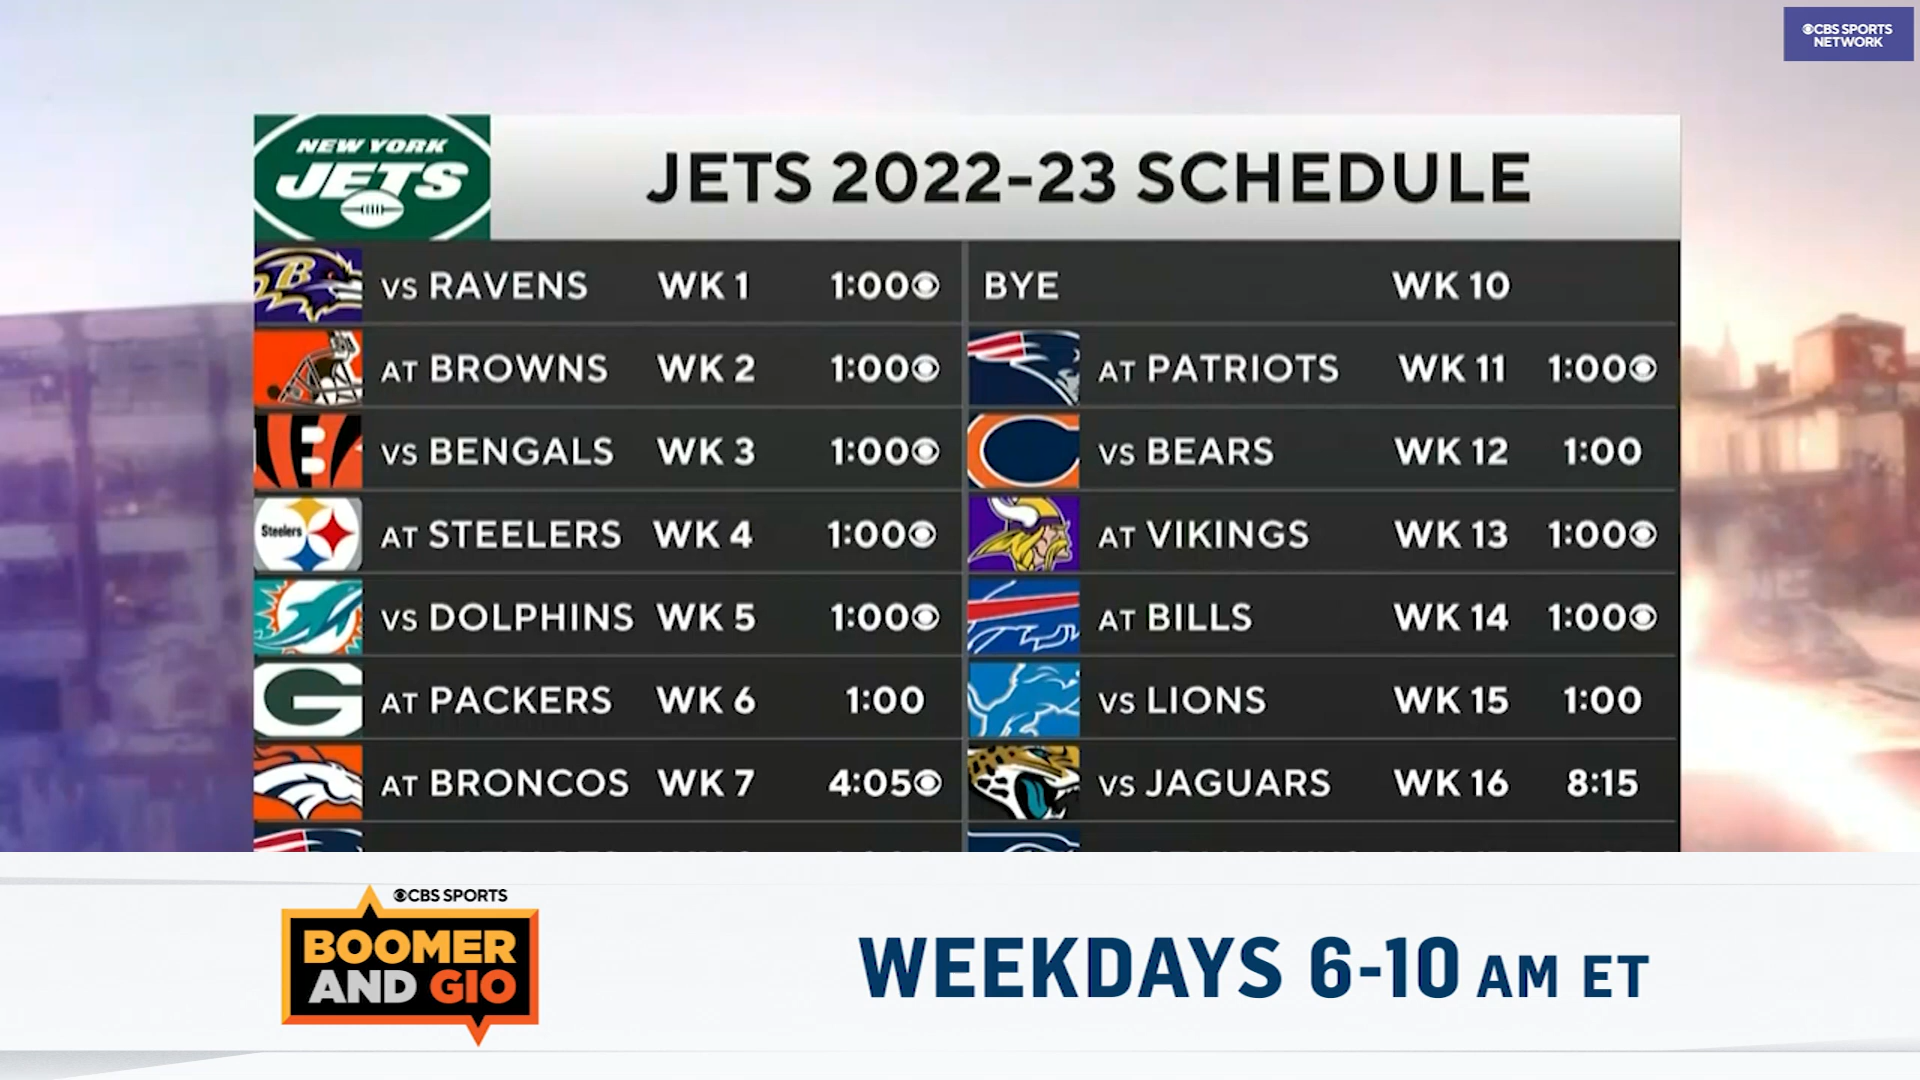 CBS SPORTS
NETWORK
NEW YORK
JETS
JETS 2022-23 SCHEDULE
VS RAVENS WK 1 1:00
AT BROWNS WK 2 1:00
VS BENGALS WK 3 1:00
Steelers
AT STEELERS WK 4 1:00
VS DOLPHINS WK 5 1:00
G
AT PACKERS WK 6 1:00
AT BRONCOS WK 7 4:05
BYE WK 10
AT PATRIOTS WK 11 1:00
VS BEARS WK 12 1:00
AT VIKINGS WK 13 1:00
AT BILLS WK 14 1:00
VS LIONS WK 15 1:00
VS JAGUARS WK 16 8:15
CBS SPORTS
BOOMER
AND GIO
WEEKDAYS 6-10 AM ET